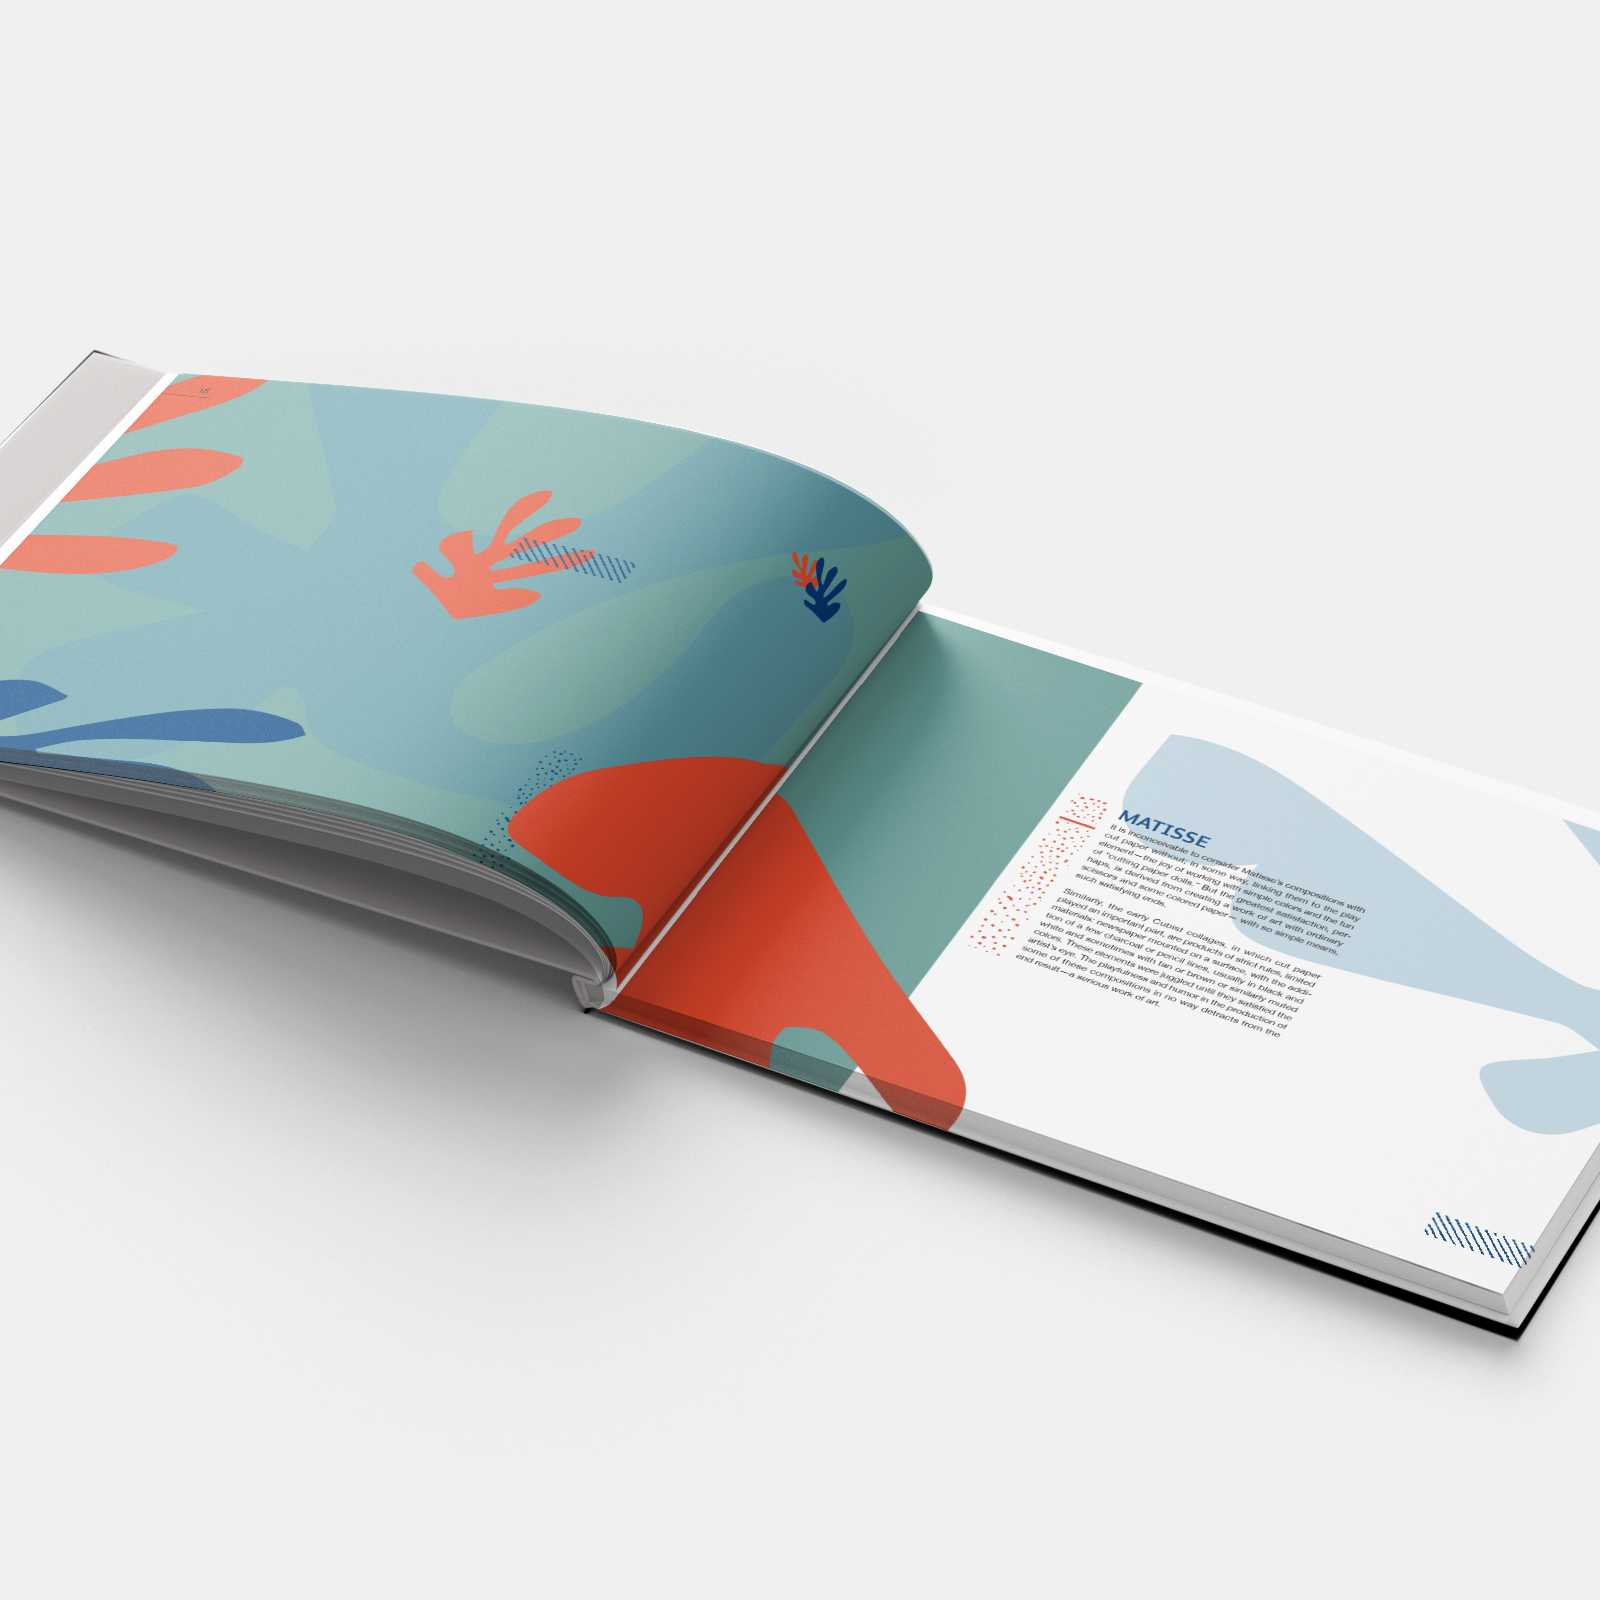 18
MATISSE
It is inconceivable to consider Matisse's compositions with
cut paper without, in some way, linking them to the play
element—the joy of working with simple colors and the fun
of "cutting paper dolls." But the greatest satisfaction, per-
haps, is derived from creating a work of art with ordinary
scissors and some colored paper—with so simple means,
such satisfying ends.
Similarly, the early Cubist collages, in which cut paper
played an important part, are products of strict rules, limited
materials: newspaper mounted on a surface, with the addi-
tion of a few charcoal or pencil lines, usually in black and
white and sometimes with tan or brown or similarly muted
colors. These elements were juggled until they satisfied the
artist's eye. The playfulness and humor in the production of
some of these compositions in no way detracts from the
end result—a serious work of art.